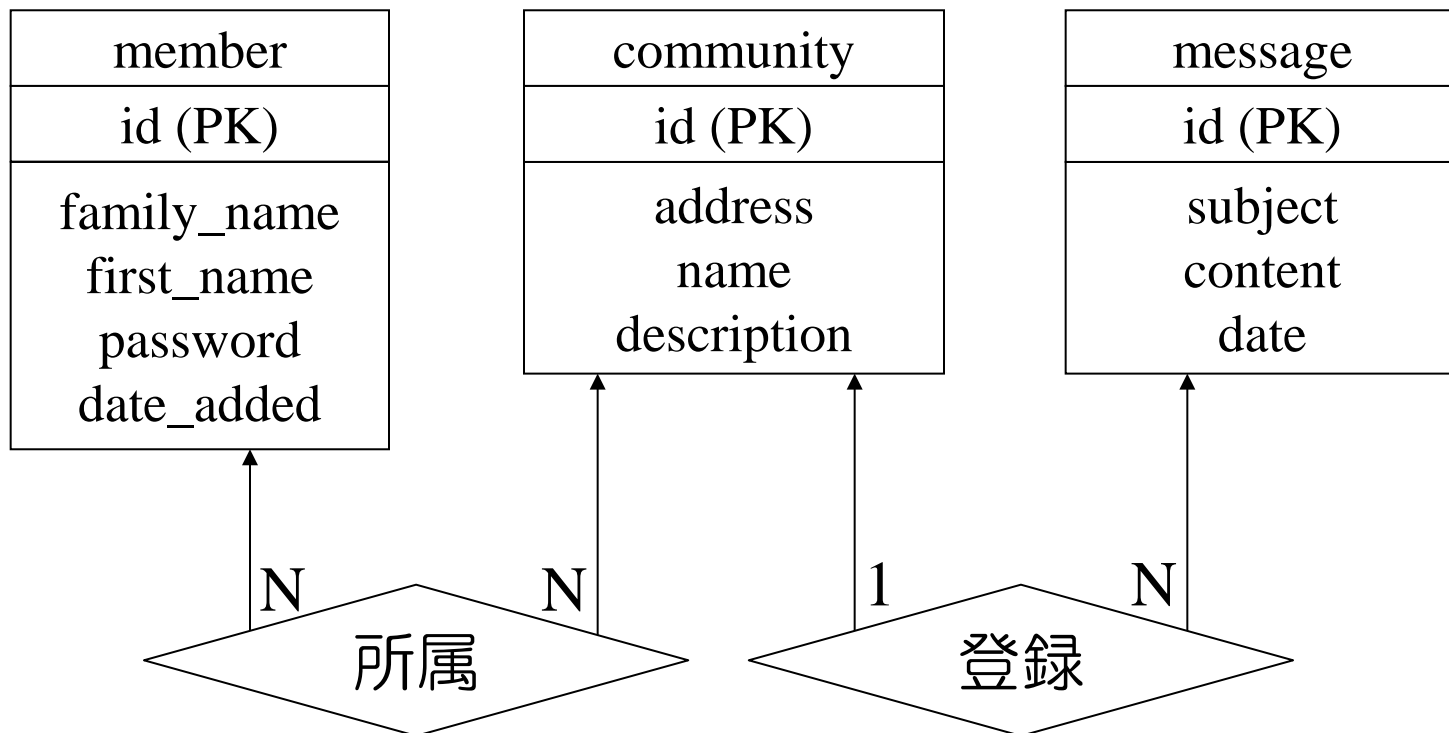 member
id (PK)
family_name
first_name
password
date_added
community
id (PK)
address
name
description
message
id (PK)
subject
content
date
N
N
所属
1
N
登録